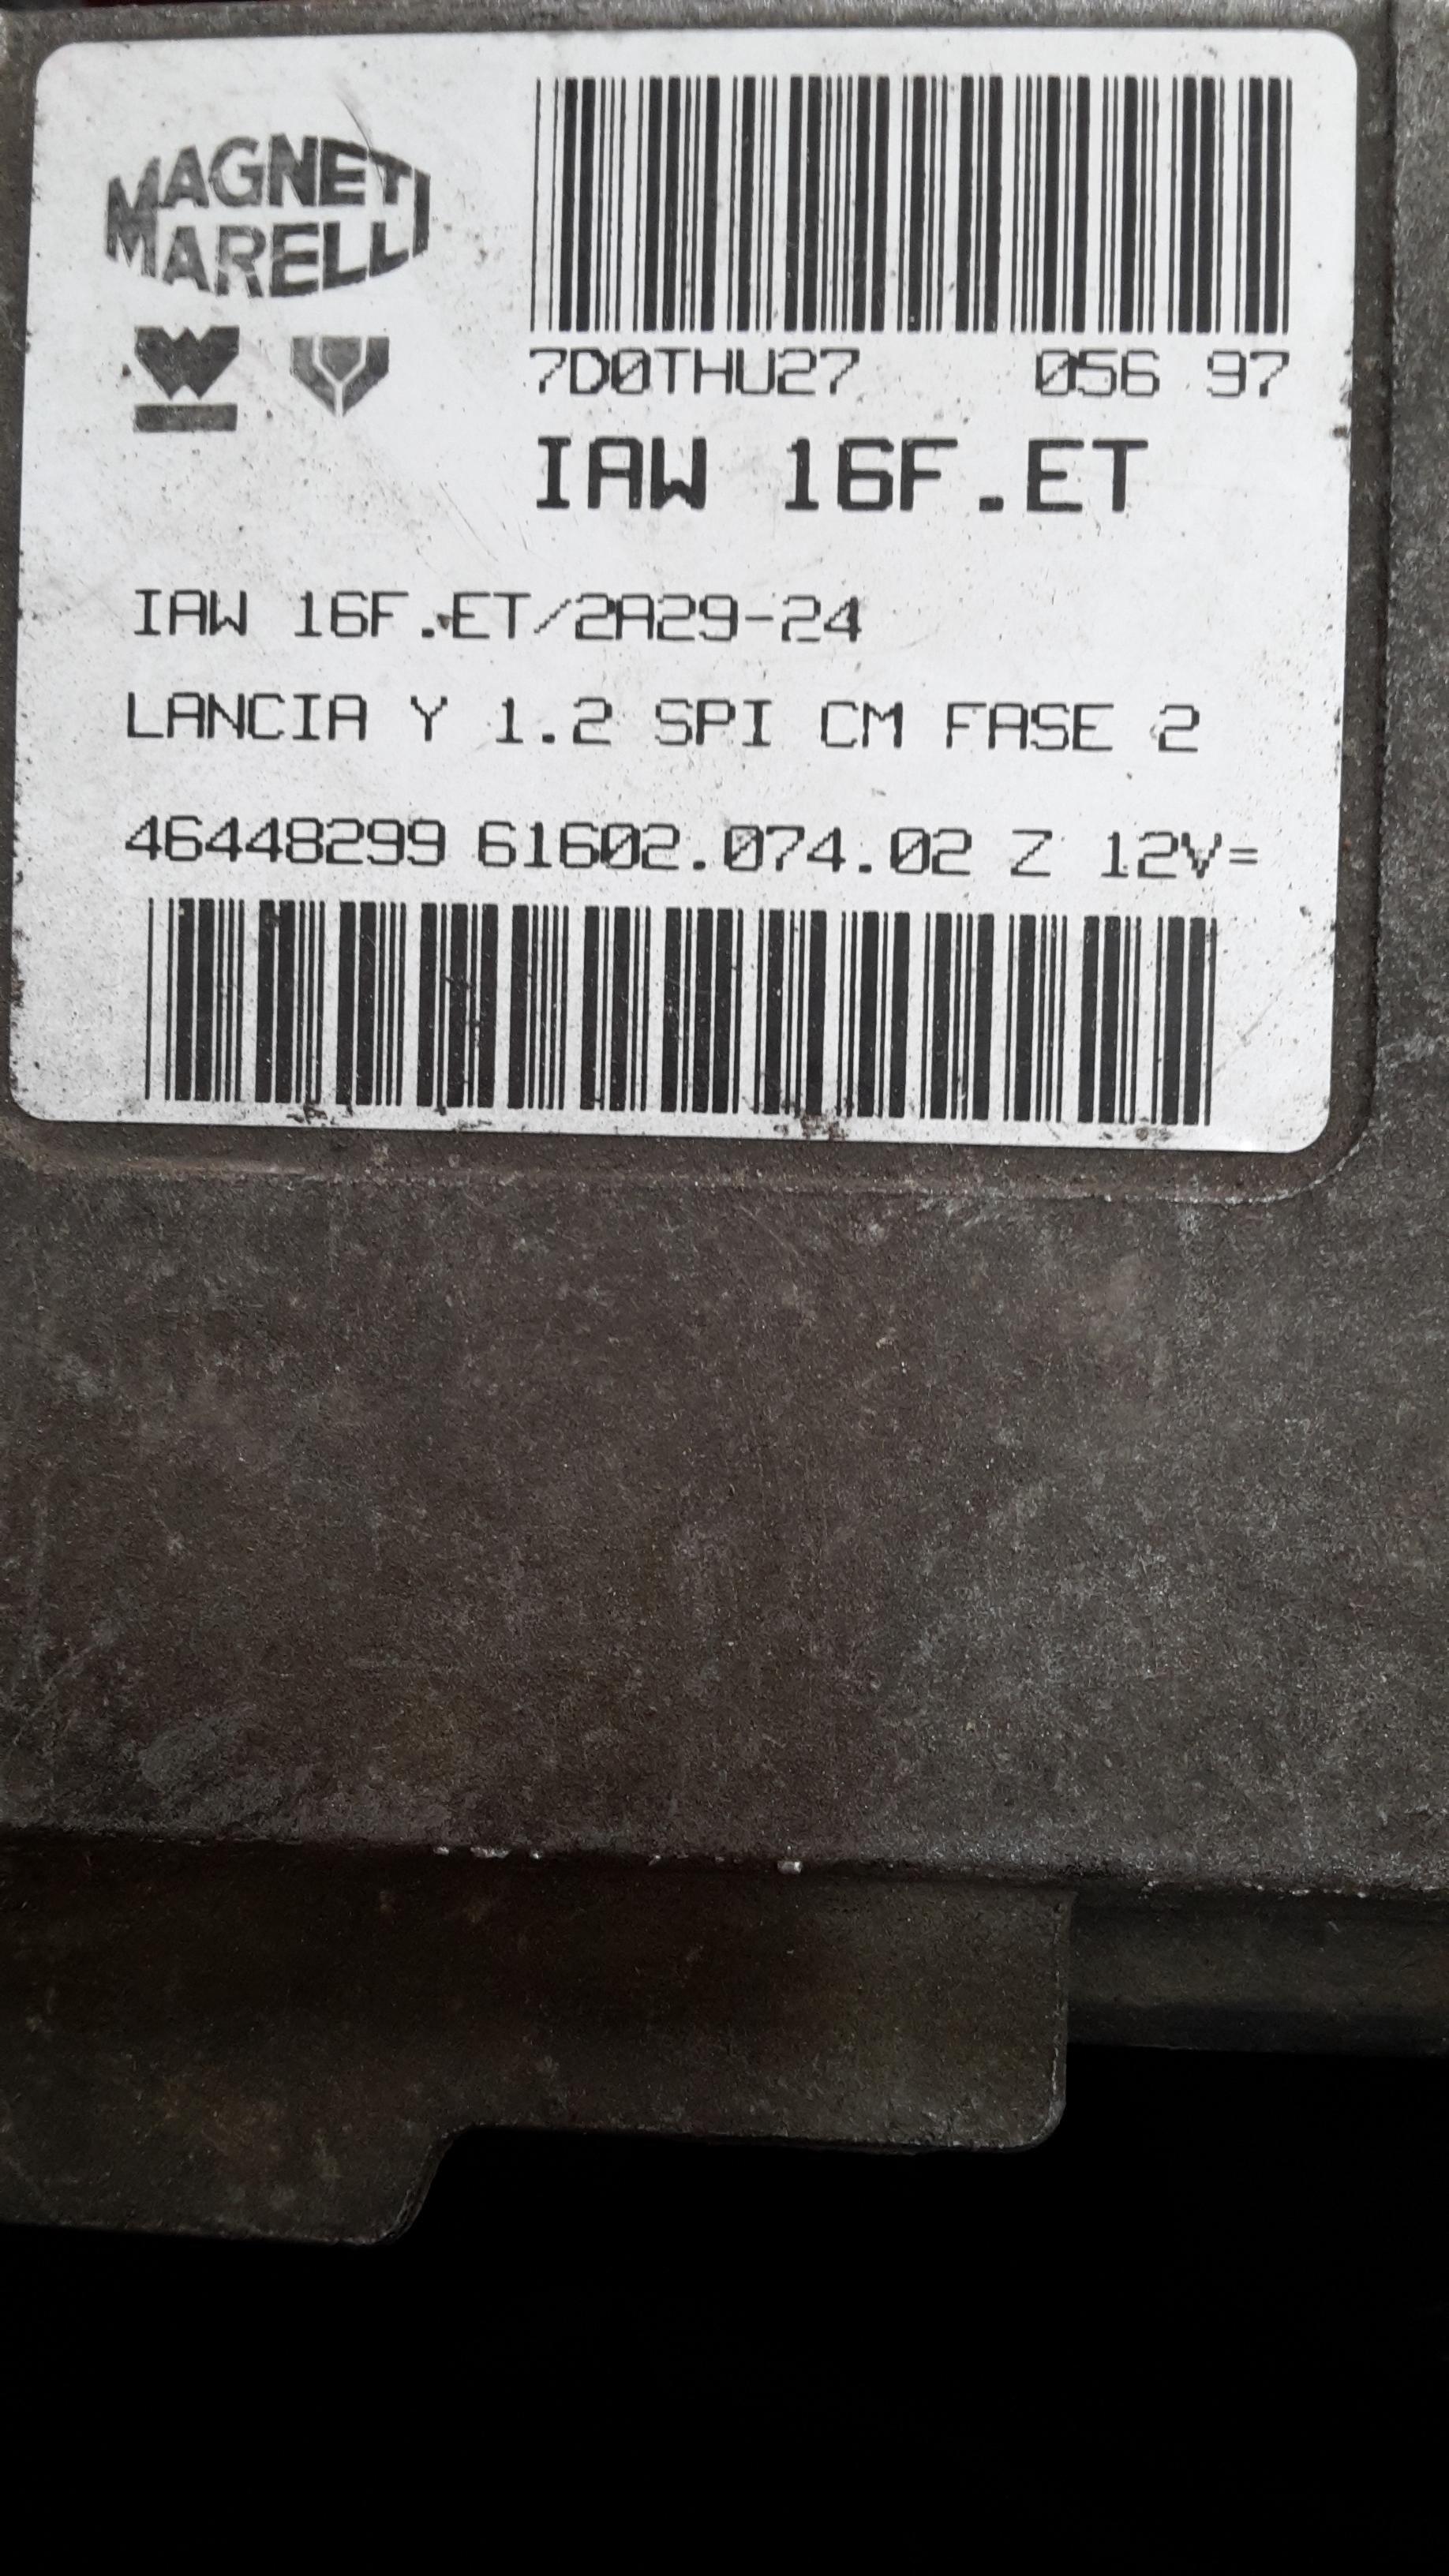 MAGNETI
MARELLI
7D0THU27 056 97
IAW 16F.ET
IAW 16F.ET/2A29-24
LANCIA Y 1.2 SPI CM FASE 2
46448299 61602.074.02 Z 12V=